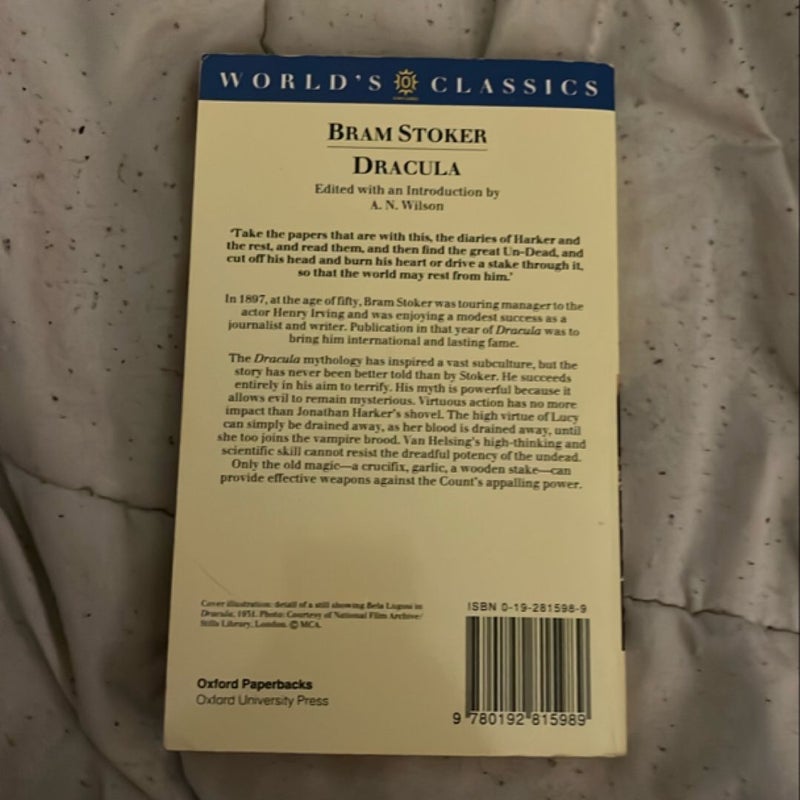 WORLD'S CLASSICS
BRAM STOKER
DRACULA
Edited with an Introduction by
A. N. Wilson
'Take the papers that are with this, the diaries of Harker and
the rest, and read them, and then find the great Un-Dead, and
cut off his head and burn his heart or drive a stake through it,
so that the world may rest from him.'
In 1897, at the age of fifty, Bram Stoker was touring manager to the
actor Henry Irving and was enjoying a modest success as a
journalist and writer. Publication in that year of Dracula was to
bring him international and lasting fame.
The Dracula mythology has inspired a vast subculture, but the
story has never been better told than by Stoker. He succeeds
entirely in his aim to terrify. His myth is powerful because it
allows evil to remain mysterious. Virtuous action has no more
impact than Jonathan Harker's shovel. The high virtue of Lucy
can simply be drained away, as her blood is drained away, until
she too joins the vampire brood. Van Helsing's high-thinking and
scientific skill cannot resist the dreadful potency of the undead.
Only the old magic—a crucifix, garlic, a wooden stake—can
provide effective weapons against the Count's appalling power.
Cover illustration: detail of a still showing Bela Lugosi in
Dracula, 1931. Photo: Courtesy of National Film Archive/
Stills Library, London. © MCA.
ISBN 0-19-281598-9
Oxford Paperbacks
Oxford University Press
9 780192 815989